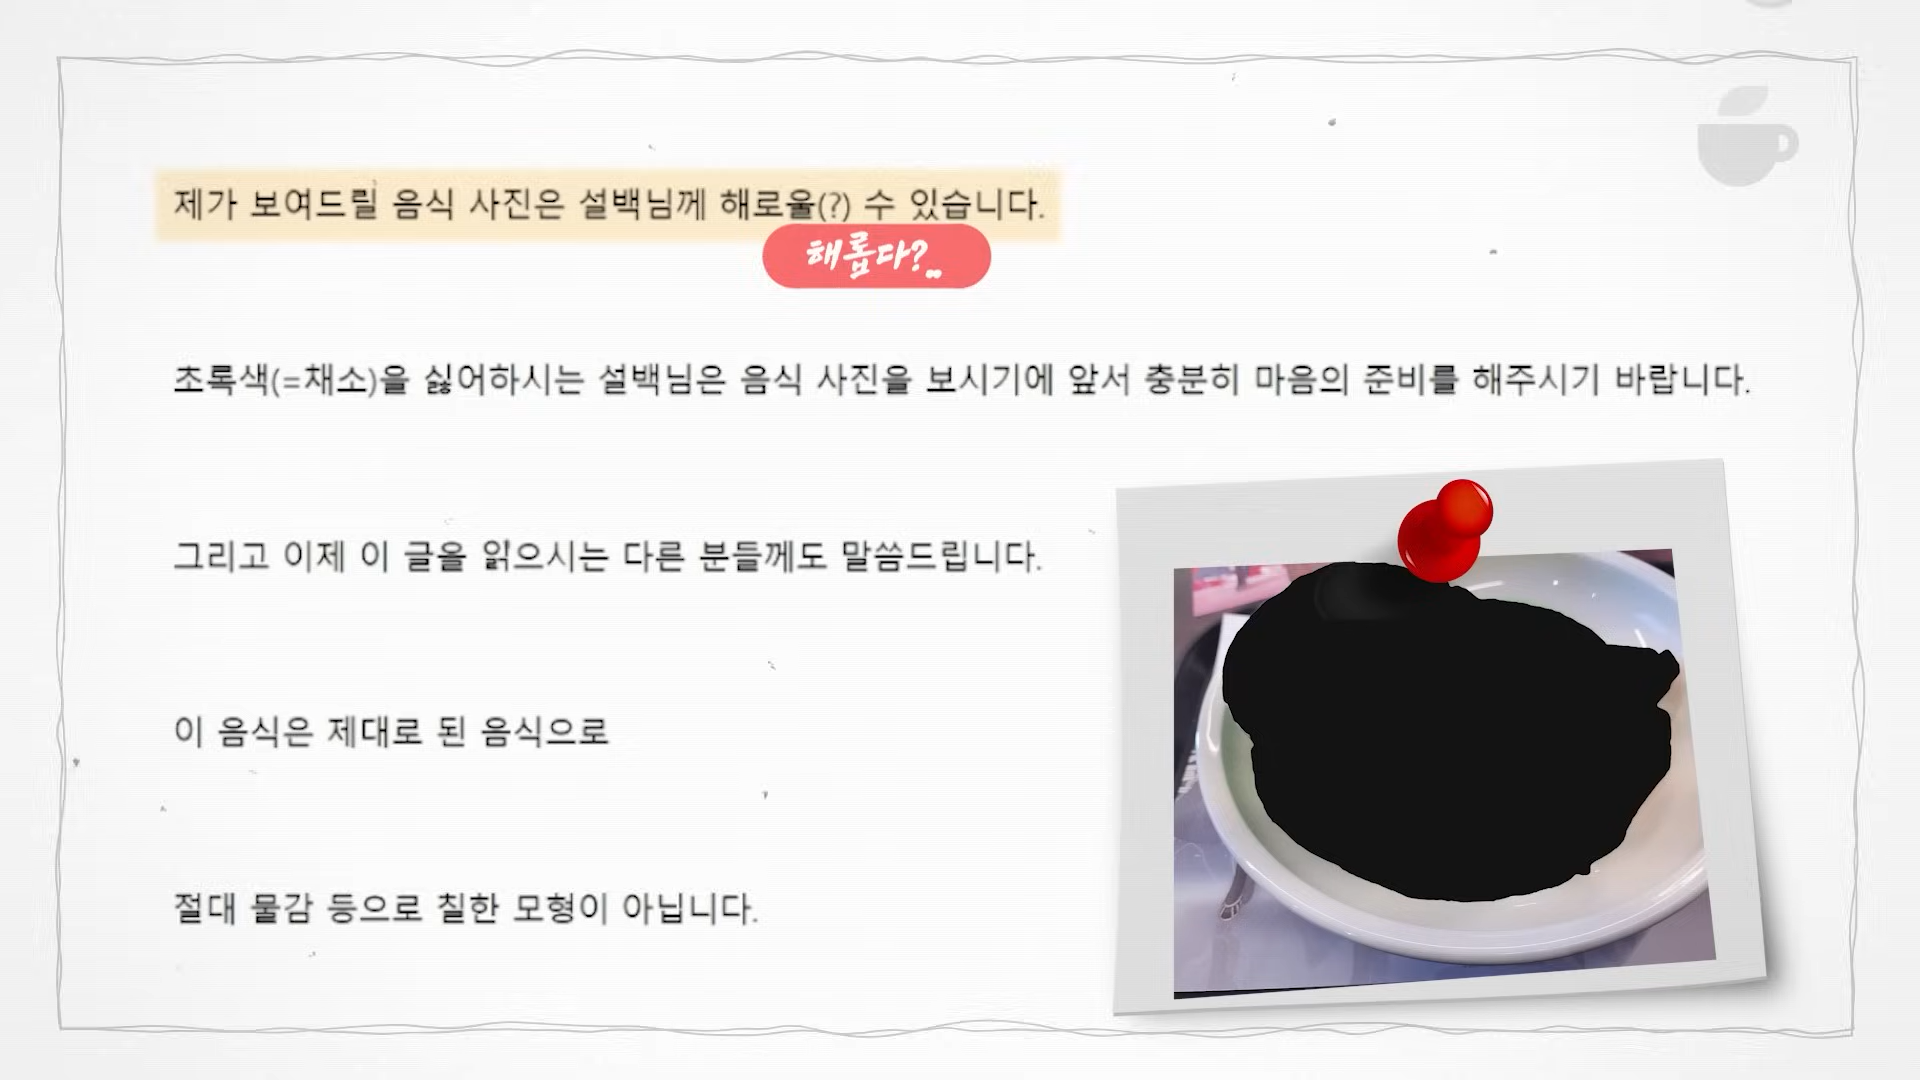 제가 보여드릴 음식 사진은 설백님께 해로울(?) 수 있습니다.
해롭다?..
초록색(=채소)을 싫어하시는 설백님은 음식 사진을 보시기에 앞서 충분히 마음의 준비를 해주시기 바랍니다.
그리고 이제 이 글을 읽으시는 다른 분들께도 말씀드립니다.
이 음식은 제대로 된 음식으로
절대 물감 등으로 칠한 모형이 아닙니다.